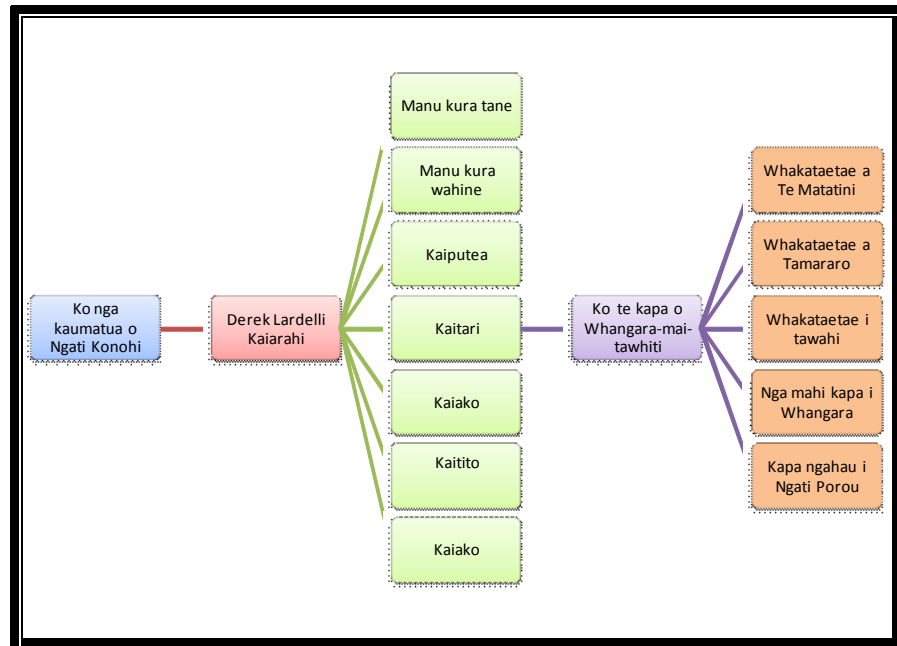 Ko nga
kaumatua o
Ngati Konohi
Derek Lardelli
Kaiarahi
Manu kura tane
Manu kura
wahine
Kaiputea
Kaitari
Kaiako
Kaitito
Kaiako
Ko te kapa o
Whangara-mai-
tawhiti
Whakataetae a
Te Matatini
Whakataetae a
Tamararo
Whakataetae i
tawahi
Nga mahi kapa i
Whangara
Kapa ngahau i
Ngati Porou